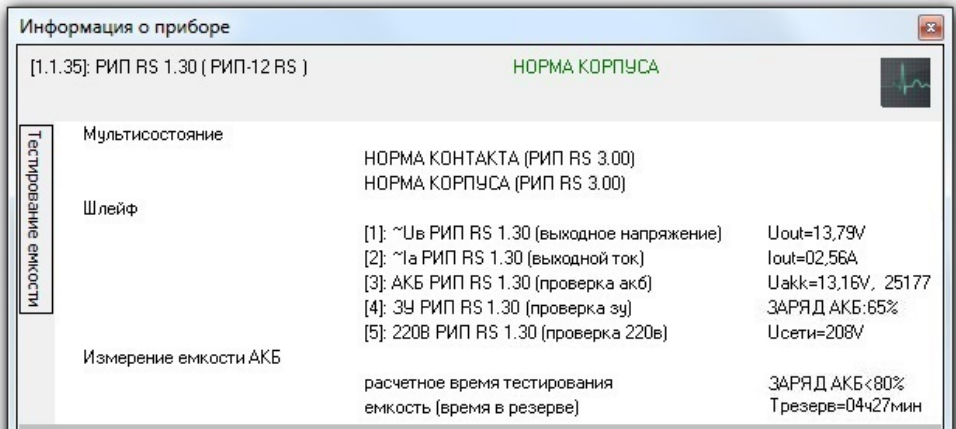 Информация о приборе
[1.1.35]: РИП RS 1.30 ( РИП-12 RS ) НОРМА КОРПУСА
Тестирование емкости
Мультисостояние
НОРМА КОНТАКТА (РИП RS 3.00)
НОРМА КОРПУСА (РИП RS 3.00)
Шлейф
[1]: ~Uв РИП RS 1.30 (выходное напряжение) Uout=13,79V
[2]: ~Iа РИП RS 1.30 (выходной ток) Iout=02,56A
[3]: АКБ РИП RS 1.30 (проверка акб) Uakk=13,16V, 25177
[4]: ЗУ РИП RS 1.30 (проверка зу) ЗАРЯД АКБ:65%
[5]: 220В РИП RS 1.30 (проверка 220в) Uсети=208V
Измерение емкости АКБ
расчетное время тестирования ЗАРЯД АКБ<80%
емкость (время в резерве) Tрезерв=04ч27мин